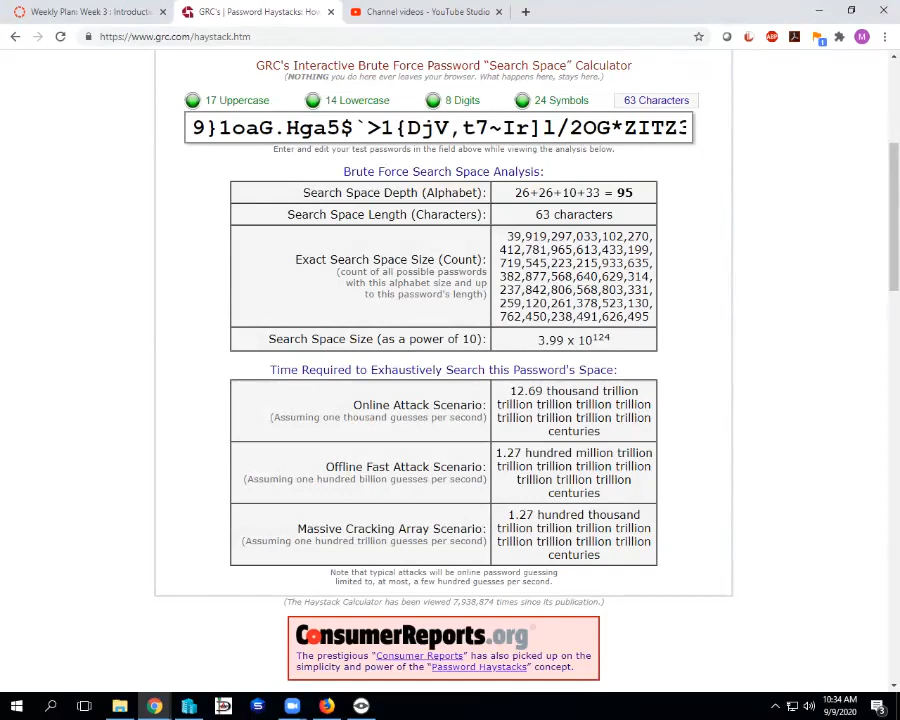 Weekly Plan: Week 3 : Introducti
GRC's | Password Haystacks: How
Channel videos - YouTube Studio
https://www.grc.com/haystack.htm
GRC's Interactive Brute Force Password “Search Space” Calculator
(NOTHING you do here ever leaves your browser. What happens here, stays here.)
17 Uppercase 14 Lowercase 8 Digits 24 Symbols 63 Characters
9}1oaG.Hga5$`>1{DjV,t7~Ir]l/2OG*ZITZ3
Enter and edit your test passwords in the field above while viewing the analysis below.
Brute Force Search Space Analysis:
Search Space Depth (Alphabet): 26+26+10+33 = 95
Search Space Length (Characters): 63 characters
Exact Search Space Size (Count):
(count of all possible passwords
with this alphabet size and up
to this password's length)
39,919,297,033,102,270,
412,781,965,613,433,199,
719,545,223,215,933,635,
382,877,568,640,629,314,
237,842,806,568,803,331,
259,120,261,378,523,130,
762,450,238,491,626,495
Search Space Size (as a power of 10): 3.99 x 10^124
Time Required to Exhaustively Search this Password's Space:
Online Attack Scenario:
(Assuming one thousand guesses per second)
12.69 thousand trillion
trillion trillion trillion trillion
trillion trillion trillion trillion
centuries
Offline Fast Attack Scenario:
(Assuming one hundred billion guesses per second)
1.27 hundred million trillion
trillion trillion trillion trillion
trillion trillion trillion
centuries
Massive Cracking Array Scenario:
(Assuming one hundred trillion guesses per second)
1.27 hundred thousand
trillion trillion trillion trillion
trillion trillion trillion trillion
centuries
Note that typical attacks will be online password guessing
limited to, at most, a few hundred guesses per second.
(The Haystack Calculator has been viewed 7,938,874 times since its publication.)
ConsumerReports.org
The prestigious “Consumer Reports” has also picked up on the
simplicity and power of the “Password Haystacks” concept.
10:34 AM
9/9/2020